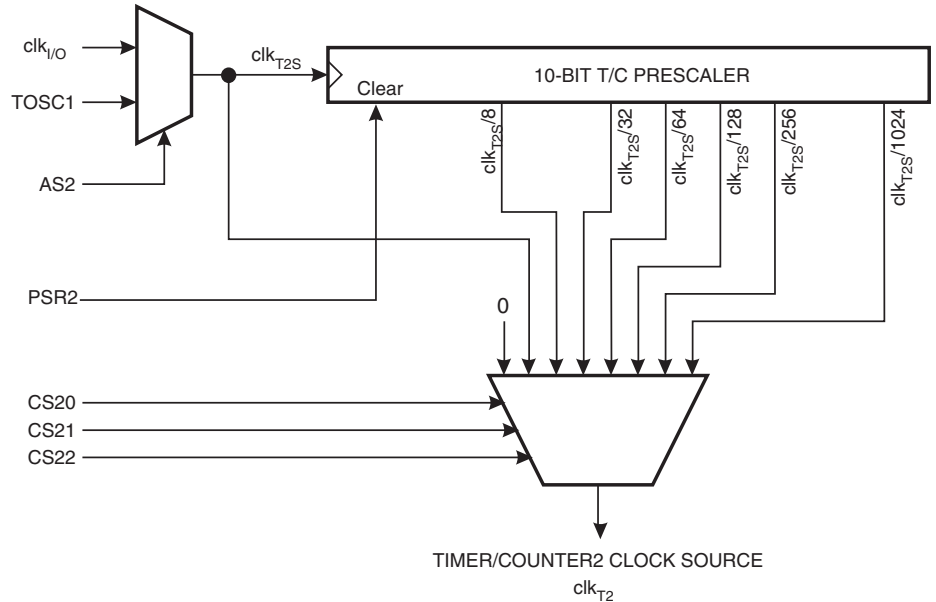 clkI/O
clkT2S
10-BIT T/C PRESCALER
Clear
TOSC1
clkT2S/8
clkT2S/32
clkT2S/64
clkT2S/128
clkT2S/256
clkT2S/1024
AS2
PSR2
0
CS20
CS21
CS22
TIMER/COUNTER2 CLOCK SOURCE
clkT2